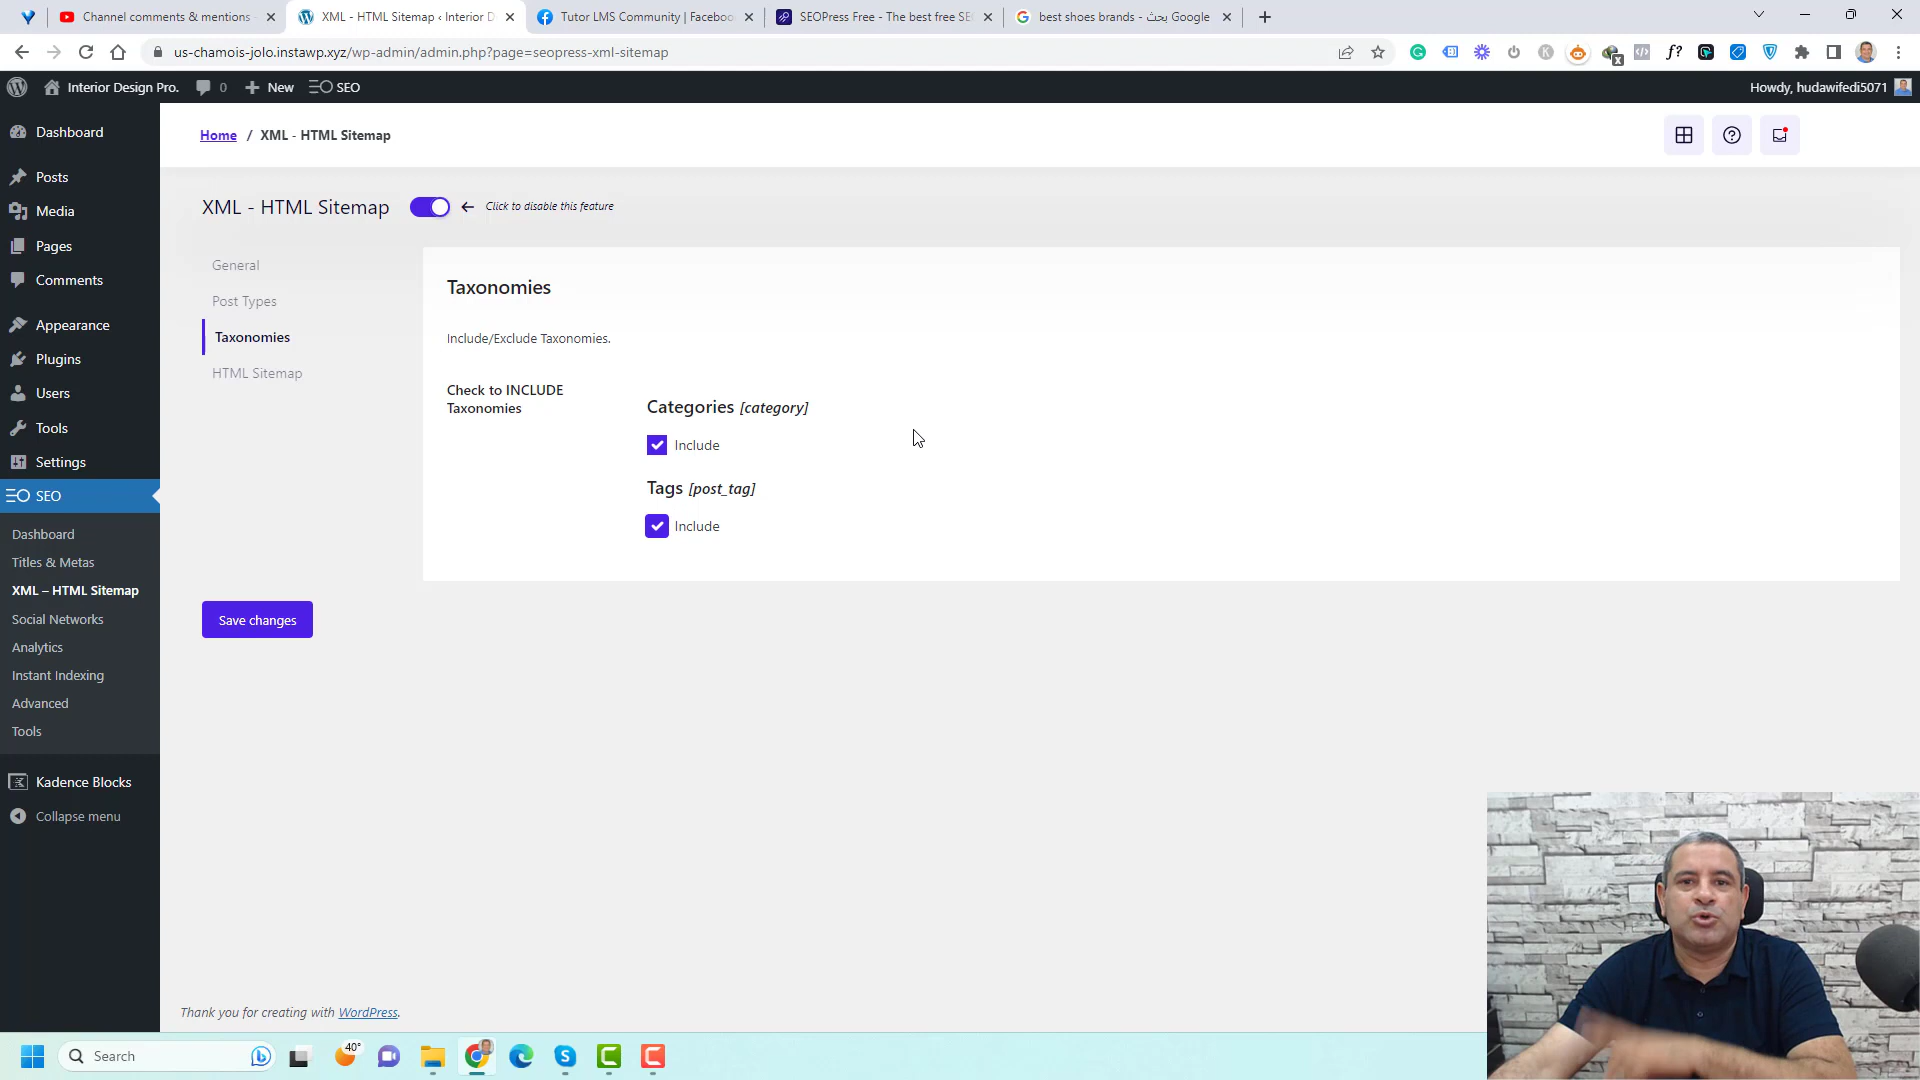 Channel comments & mentions -
XML - HTML Sitemap ‹ Interior D
Tutor LMS Community | Facebook
SEOPress Free - The best free SE
best shoes brands - بحث Google
us-chamois-jolo.instawp.xyz/wp-admin/admin.php?page=seopress-xml-sitemap
Interior Design Pro.
0
New
SEO
Howdy, hudawifedi5071
Dashboard
Posts
Media
Pages
Comments
Appearance
Plugins
Users
Tools
Settings
SEO
Dashboard
Titles & Metas
XML – HTML Sitemap
Social Networks
Analytics
Instant Indexing
Advanced
Tools
Kadence Blocks
Collapse menu
Home / XML - HTML Sitemap
XML - HTML Sitemap
Click to disable this feature
General
Post Types
Taxonomies
HTML Sitemap
Taxonomies
Include/Exclude Taxonomies.
Check to INCLUDE
Taxonomies
Categories [category]
Include
Tags [post_tag]
Include
Save changes
Thank you for creating with WordPress.
Search
40°